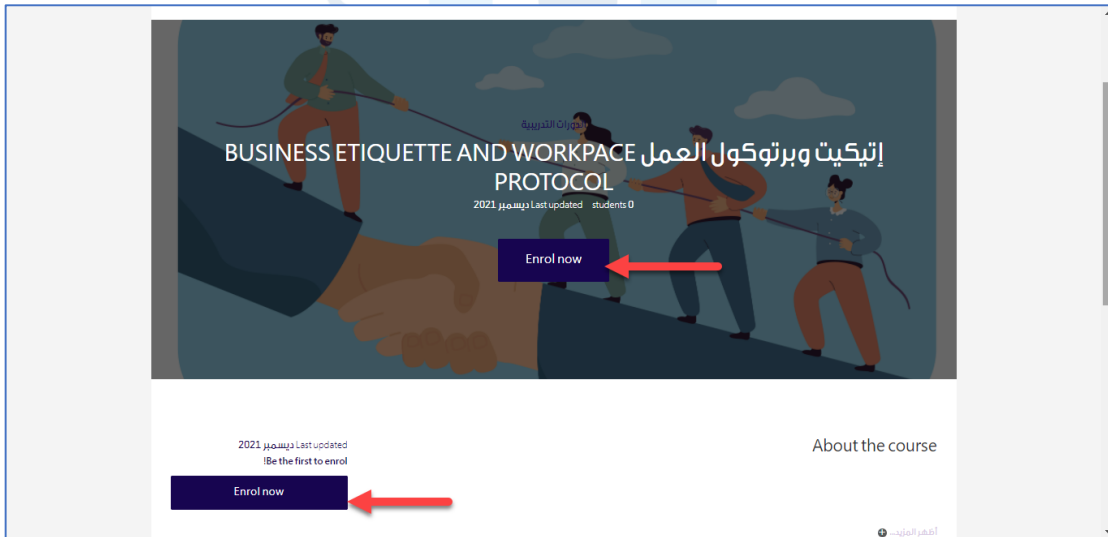 الدورات التدريبية
إتيكيت وبرتوكول العمل BUSINESS ETIQUETTE AND WORKPACE
PROTOCOL
0 students Last updated ديسمبر 2021
Enrol now
About the course
Last updated ديسمبر 2021
Be the first to enrol!
Enrol now
أظهر المزيد...